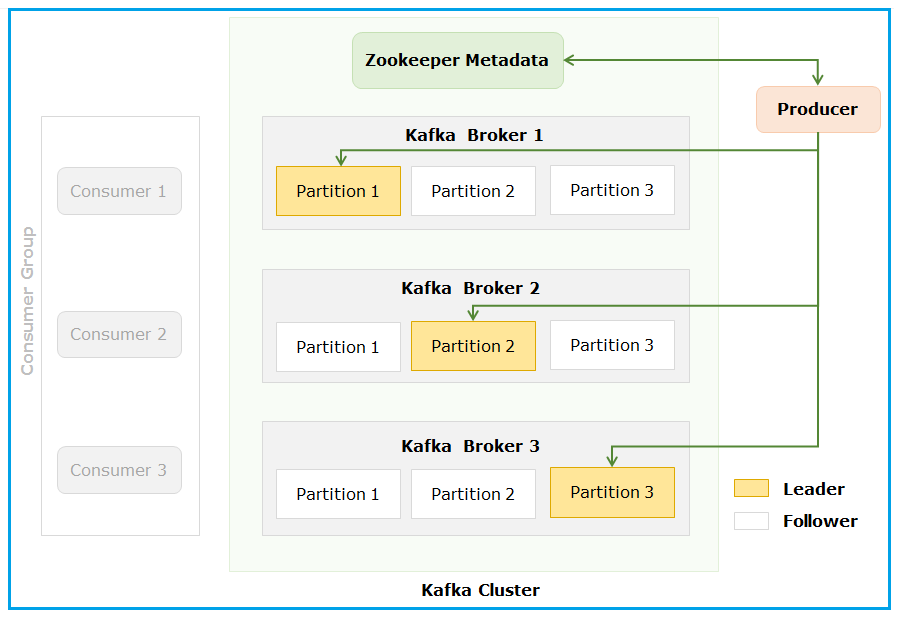 Zookeeper Metadata
Producer
Consumer Group
Consumer 1
Consumer 2
Consumer 3
Kafka Broker 1
Partition 1
Partition 2
Partition 3
Kafka Broker 2
Partition 1
Partition 2
Partition 3
Kafka Broker 3
Partition 1
Partition 2
Partition 3
Leader
Follower
Kafka Cluster